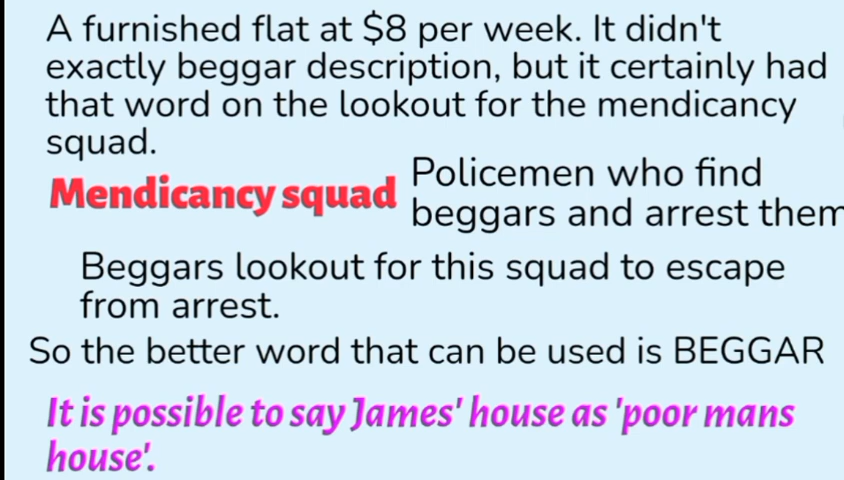 A furnished flat at $8 per week. It didn't
exactly beggar description, but it certainly had
that word on the lookout for the mendicancy
squad.
Mendicancy squad
Policemen who find
beggars and arrest them
Beggars lookout for this squad to escape
from arrest.
So the better word that can be used is BEGGAR
It is possible to say James' house as 'poor mans
house'.